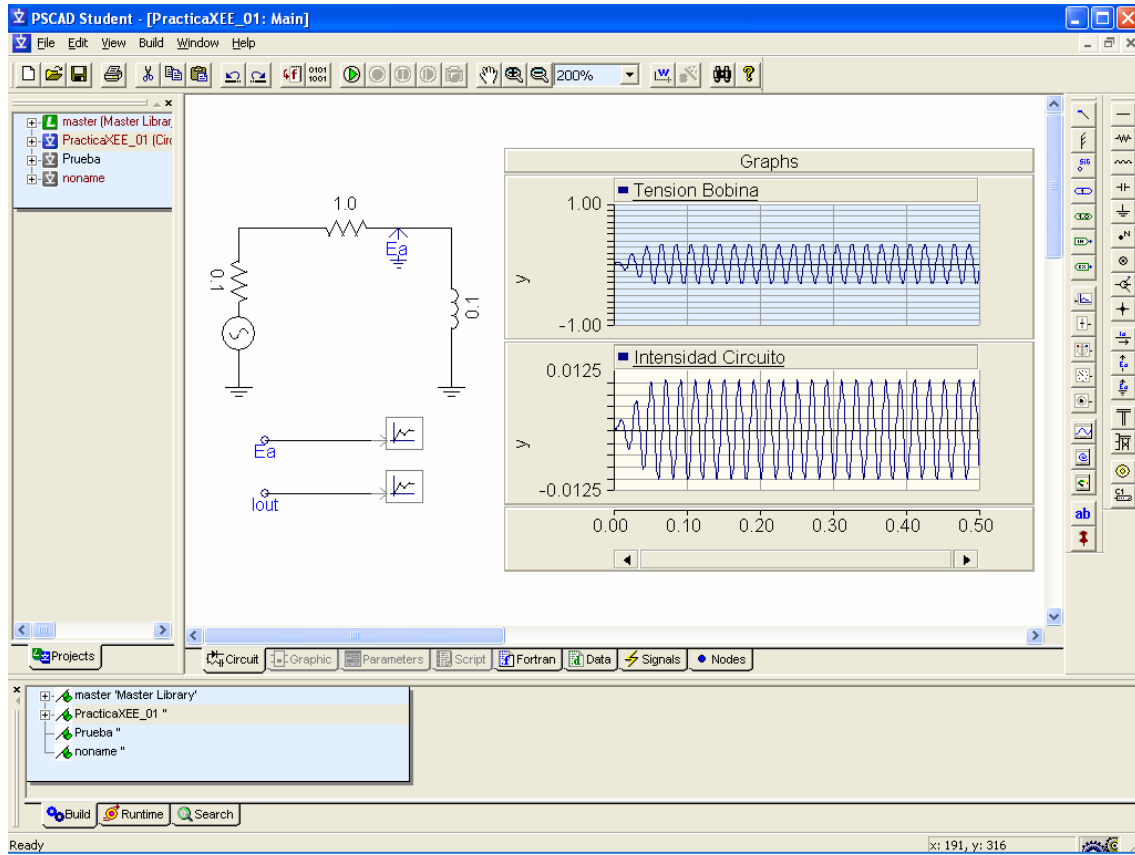 PSCAD Student - [PracticaXEE_01: Main]
File Edit View Build Window Help
200%
master (Master Librar
PracticaXEE_01 (Circ
Prueba
noname
Projects
1.0
Ea
0.1
0.1
Ea
Iout
Graphs
Tension Bobina
1.00
y
-1.00
Intensidad Circuito
0.0125
y
-0.0125
0.00 0.10 0.20 0.30 0.40 0.50
ab
Circuit Graphic Parameters Script Fortran Data Signals Nodes
master 'Master Library'
PracticaXEE_01 "
Prueba "
noname "
Build Runtime Search
Ready
x: 191, y: 316